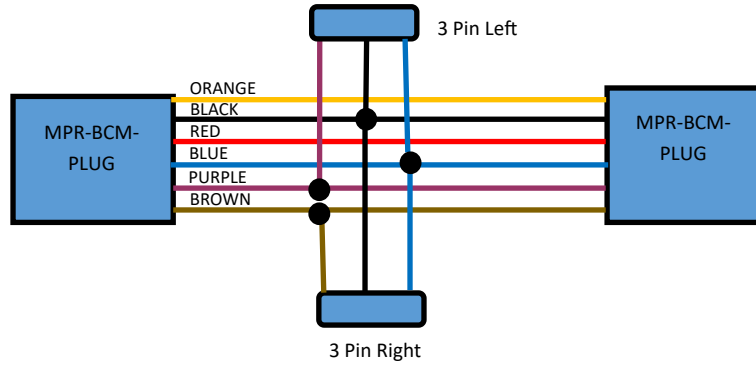 3 Pin Left
ORANGE
BLACK
RED
BLUE
PURPLE
BROWN
MPR-BCM-
PLUG
MPR-BCM-
PLUG
3 Pin Right